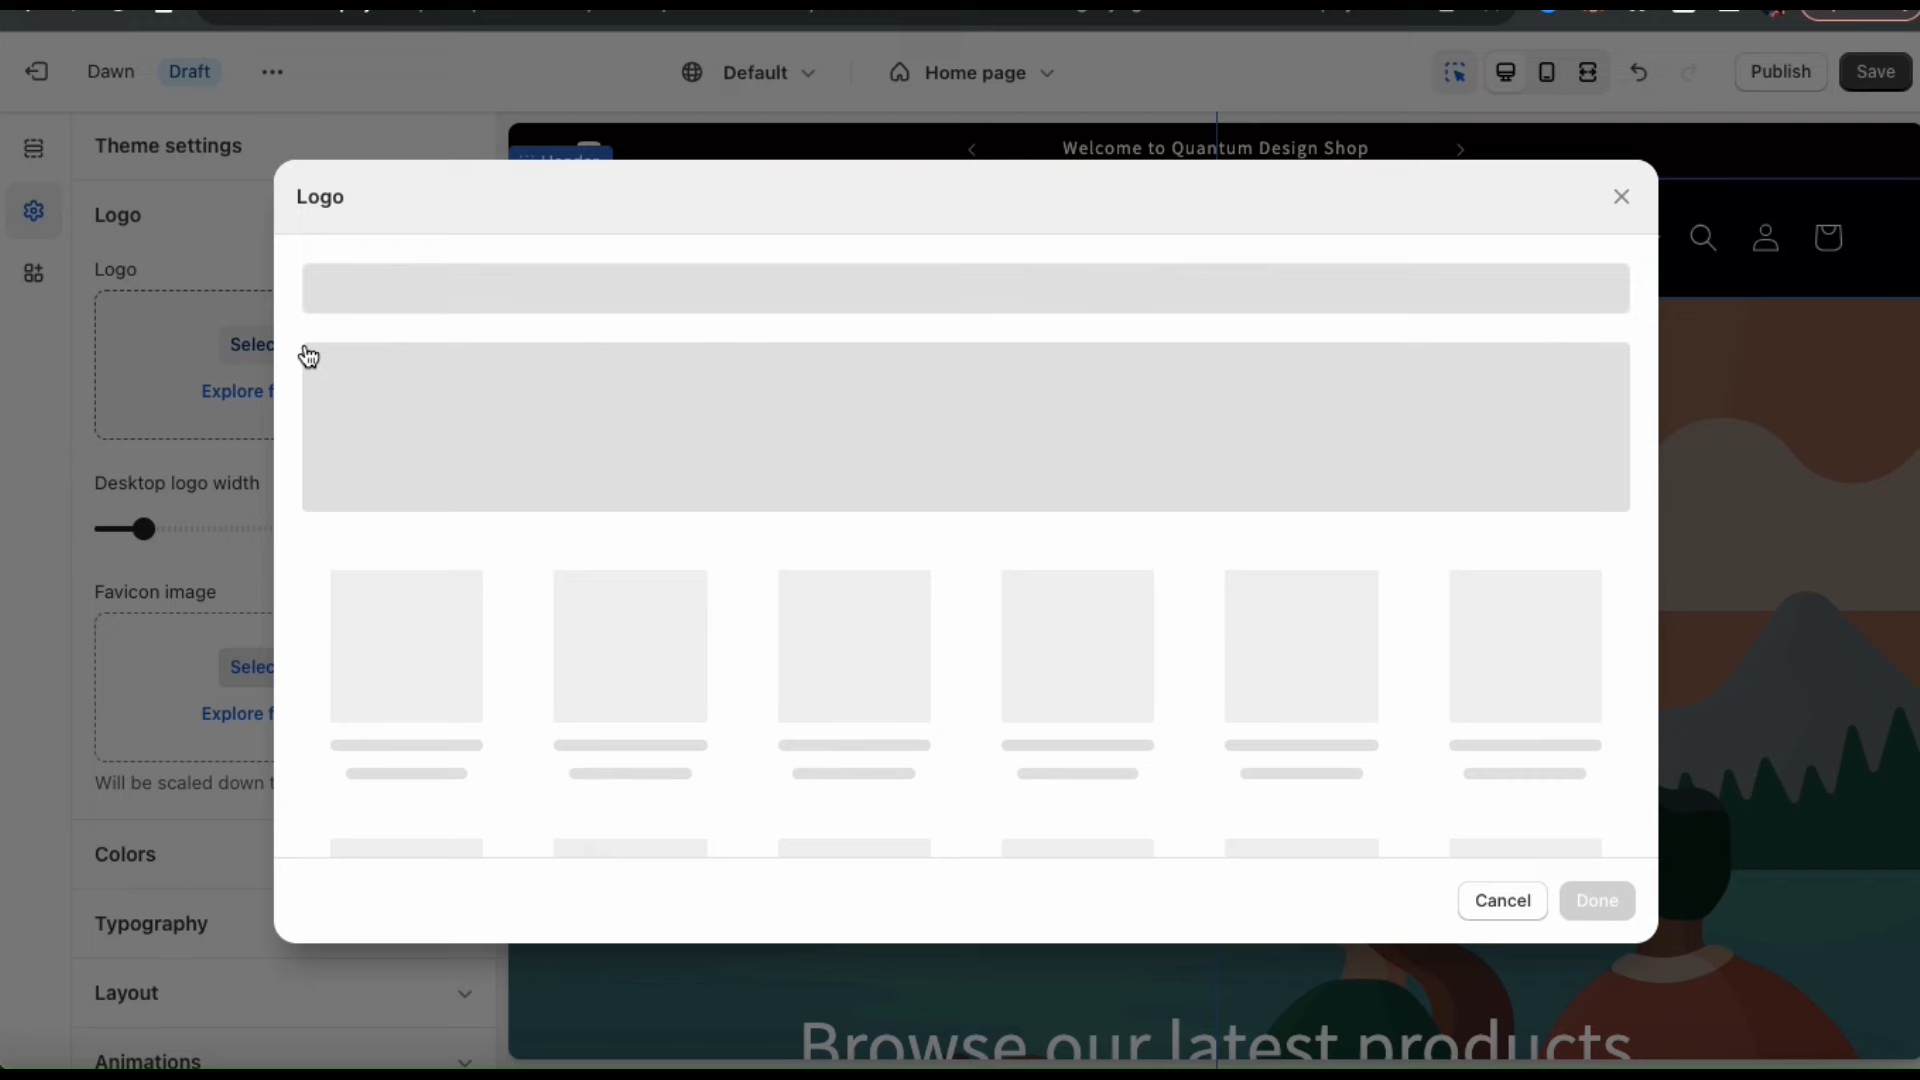 Dawn
Draft
Default
Home page
Publish
Save
Theme settings
Welcome to Quantum Design Shop
Logo
Logo
Logo
Desktop logo width
Favicon image
Will be scaled down
Colors
Typography
Cancel
Done
Layout
Animations
Browse our latest products